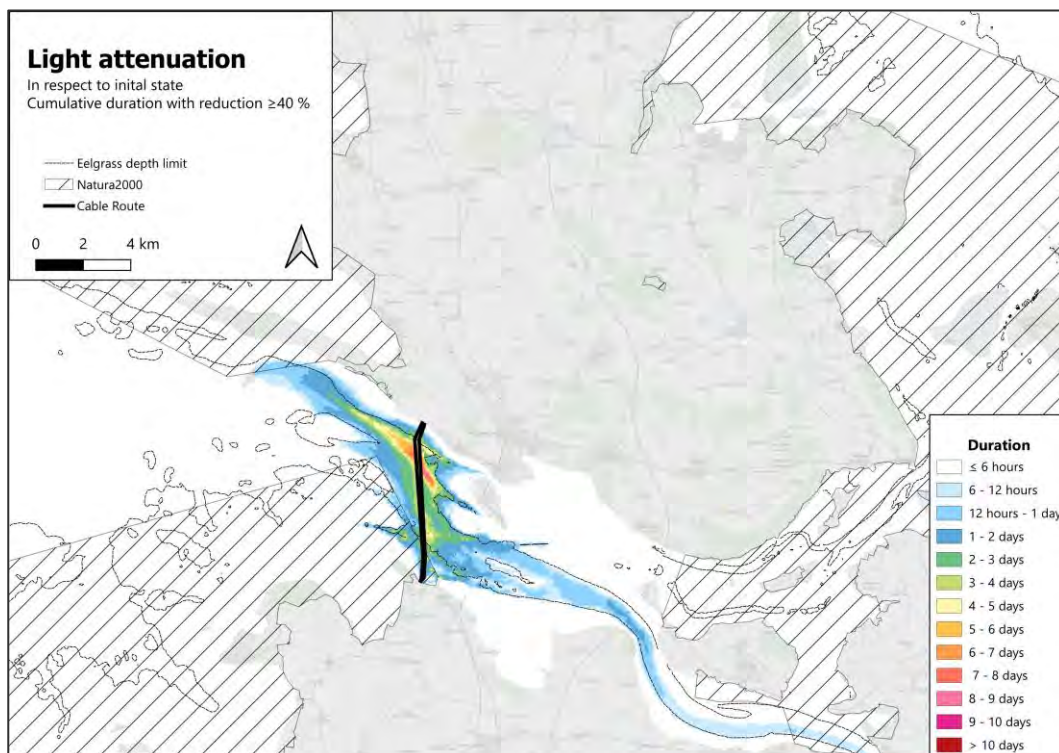 Light attenuation
In respect to inital state
Cumulative duration with reduction ≥40 %
Eelgrass depth limit
Natura2000
Cable Route
0 2 4 km
Duration
≤ 6 hours
6 - 12 hours
12 hours - 1 day
1 - 2 days
2 - 3 days
3 - 4 days
4 - 5 days
5 - 6 days
6 - 7 days
7 - 8 days
8 - 9 days
9 - 10 days
> 10 days